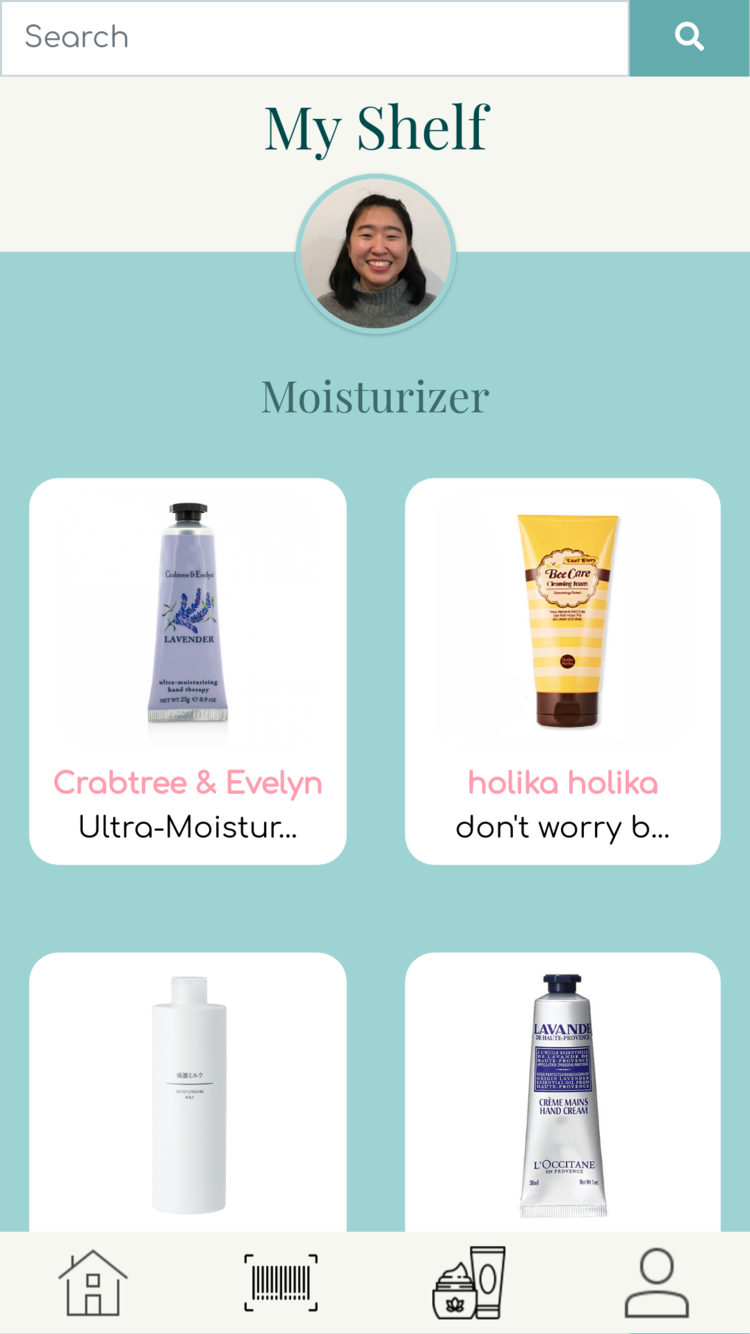 Search
My Shelf
Moisturizer
Crabtree & Evelyn
LAVENDER
ultra-moisturising
hand therapy
NET WT 25g ℮ 0.9 OZ
Bee Care
Cleansing Foam
Crabtree & Evelyn
Ultra-Moistur...
holika holika
don't worry b...
保湿ミルク
LAVANDE
DE HAUTE-PROVENCE
CRÈME MAINS
HAND CREAM
L'OCCITANE
EN PROVENCE
30ml